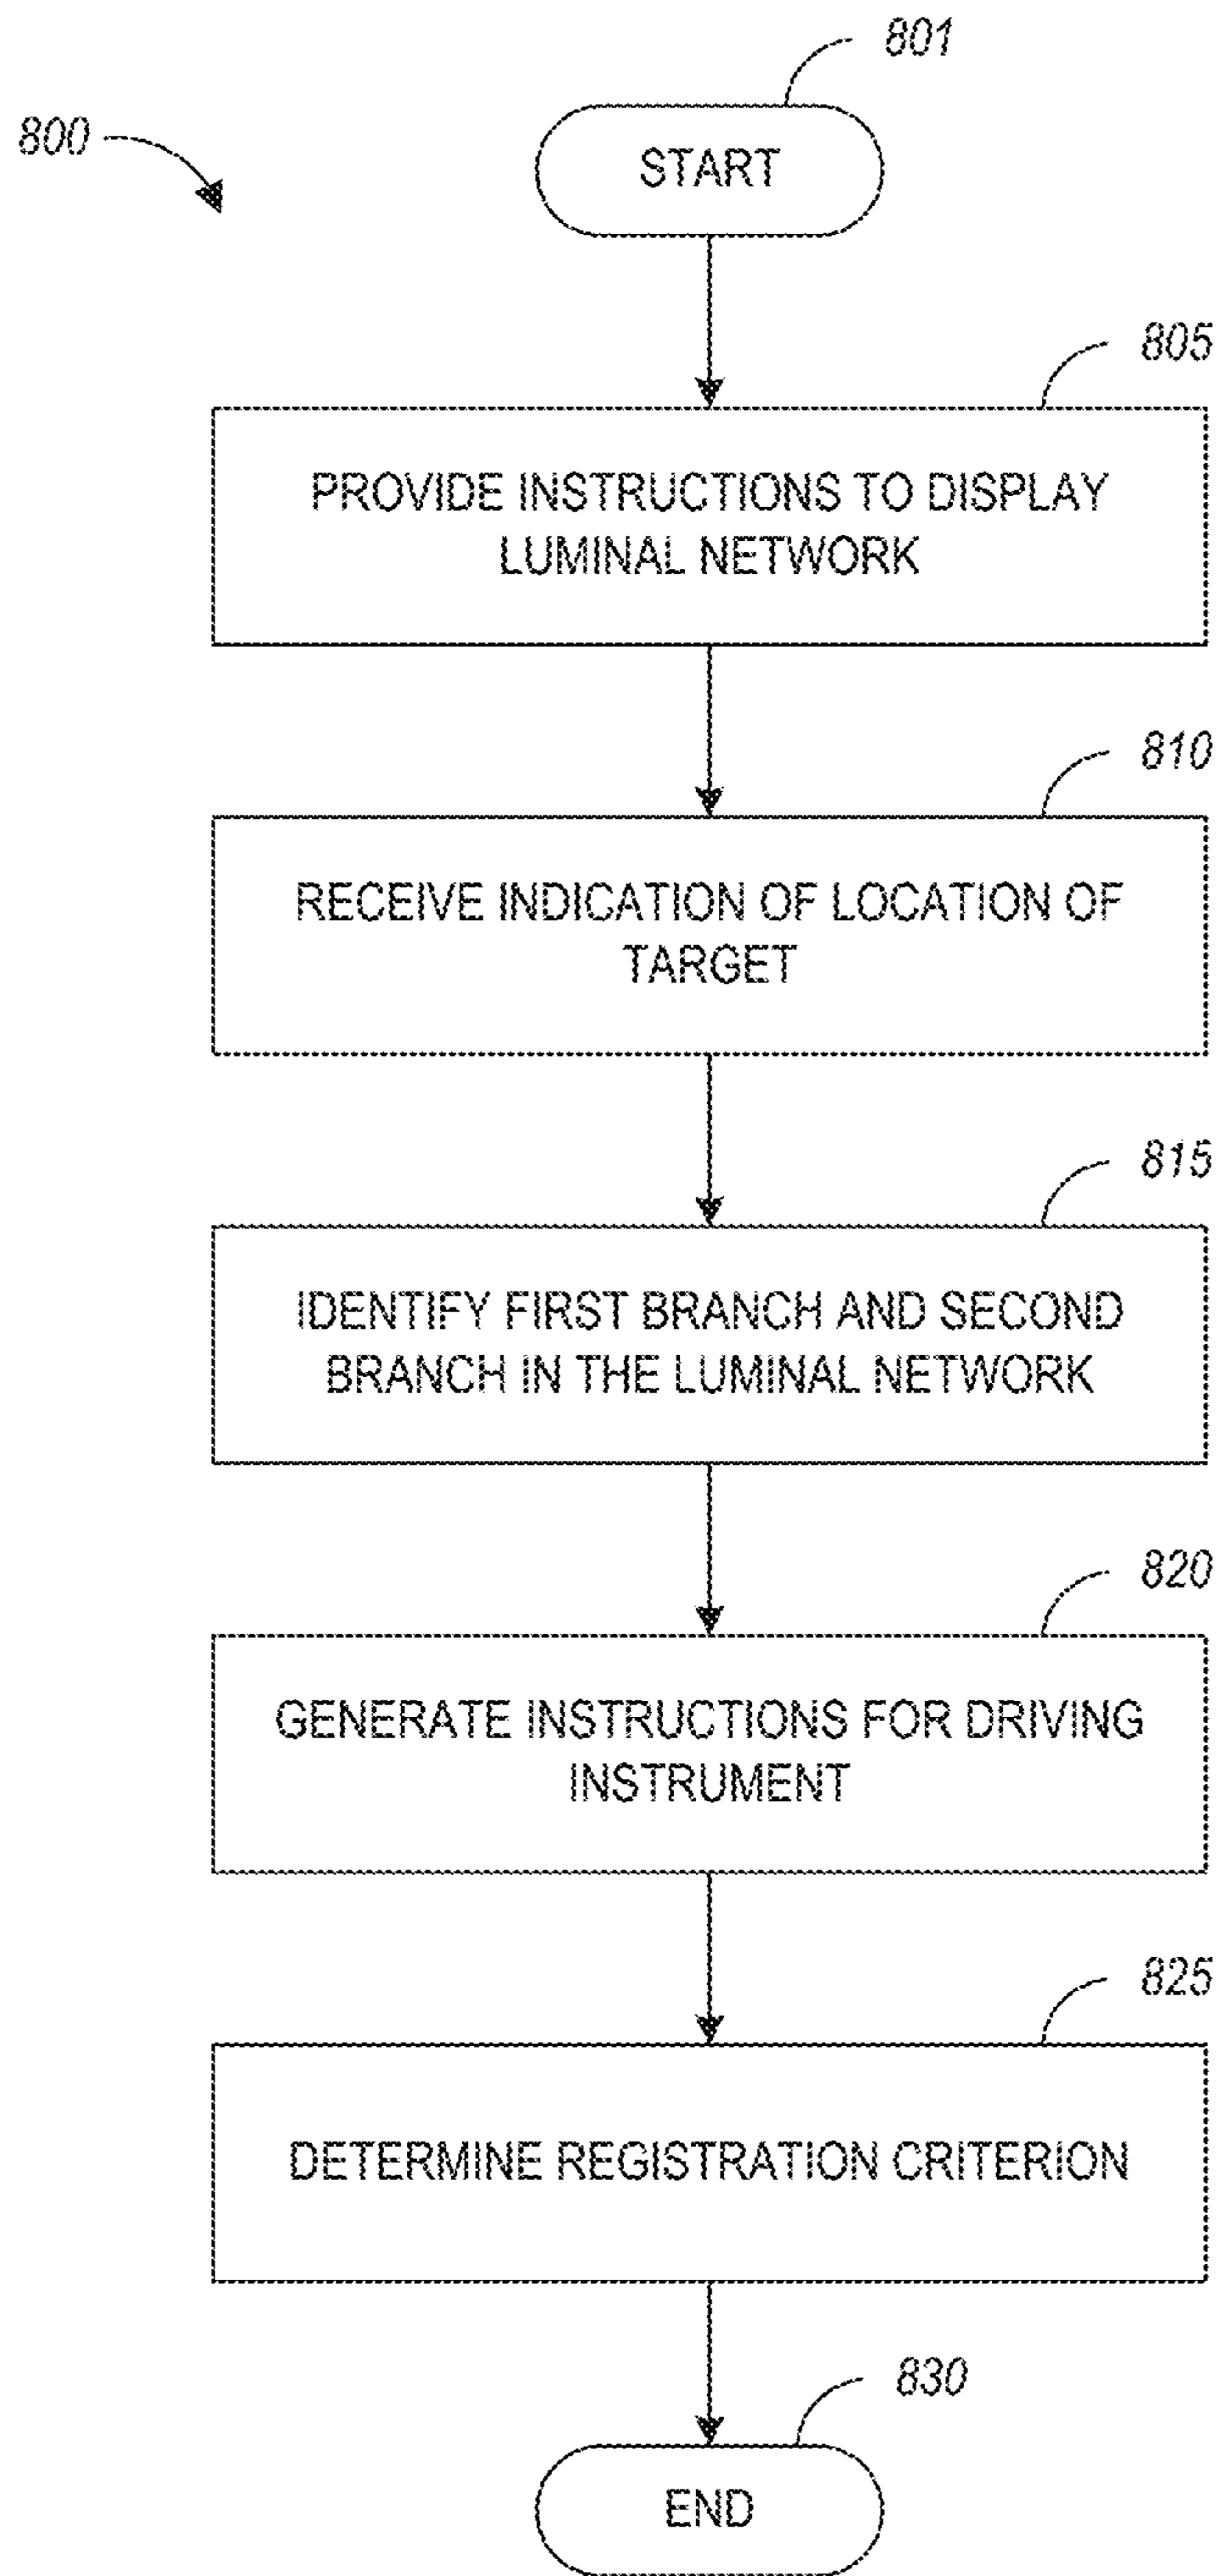 801
800
START
805
PROVIDE INSTRUCTIONS TO DISPLAY
LUMINAL NETWORK
810
RECEIVE INDICATION OF LOCATION OF
TARGET
815
IDENTIFY FIRST BRANCH AND SECOND
BRANCH IN THE LUMINAL NETWORK
820
GENERATE INSTRUCTIONS FOR DRIVING
INSTRUMENT
825
DETERMINE REGISTRATION CRITERION
830
END